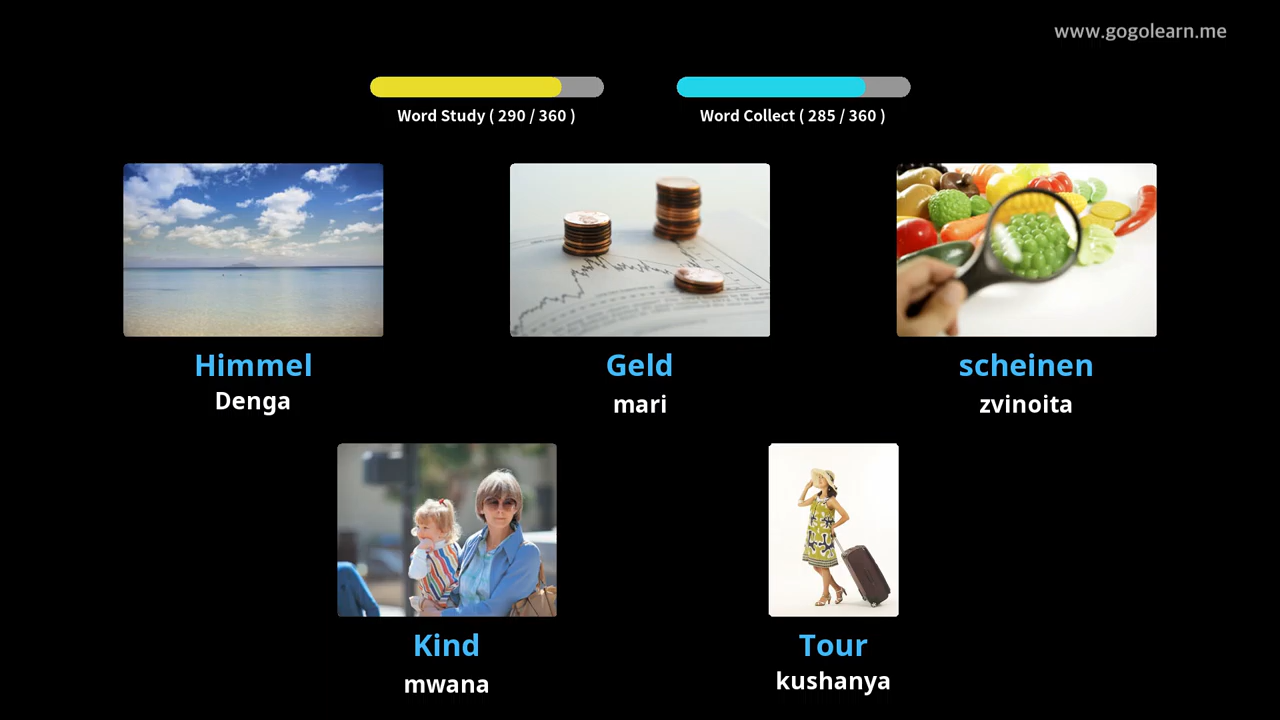 www.gogolearn.me
Word Study ( 290 / 360 )
Word Collect ( 285 / 360 )
Himmel
Denga
Geld
mari
scheinen
zvinoita
Kind
mwana
Tour
kushanya